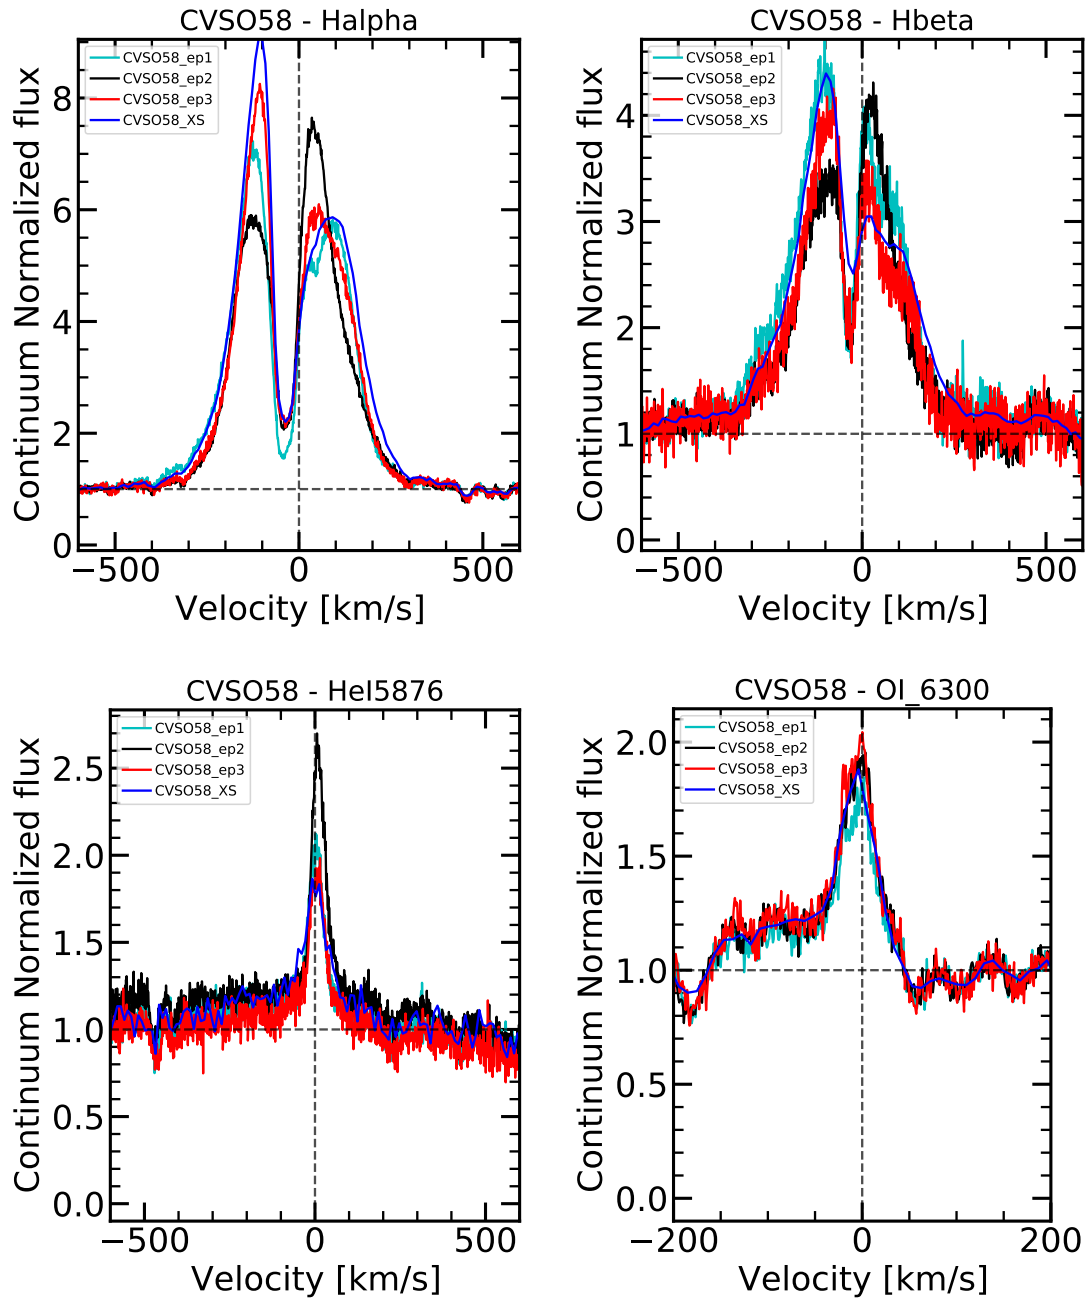 CVSO58 - Halpha
CVSO58_ep1
CVSO58_ep2
CVSO58_ep3
CVSO58_XS
Continuum Normalized flux
8
6
4
2
0
−500 0 500
Velocity [km/s]
CVSO58 - Hbeta
CVSO58_ep1
CVSO58_ep2
CVSO58_ep3
CVSO58_XS
Continuum Normalized flux
4
3
2
1
0
−500 0 500
Velocity [km/s]
CVSO58 - HeI5876
CVSO58_ep1
CVSO58_ep2
CVSO58_ep3
CVSO58_XS
Continuum Normalized flux
2.5
2.0
1.5
1.0
0.5
0.0
−500 0 500
Velocity [km/s]
CVSO58 - OI_6300
CVSO58_ep1
CVSO58_ep2
CVSO58_ep3
CVSO58_XS
Continuum Normalized flux
2.0
1.5
1.0
0.5
0.0
−200 0 200
Velocity [km/s]